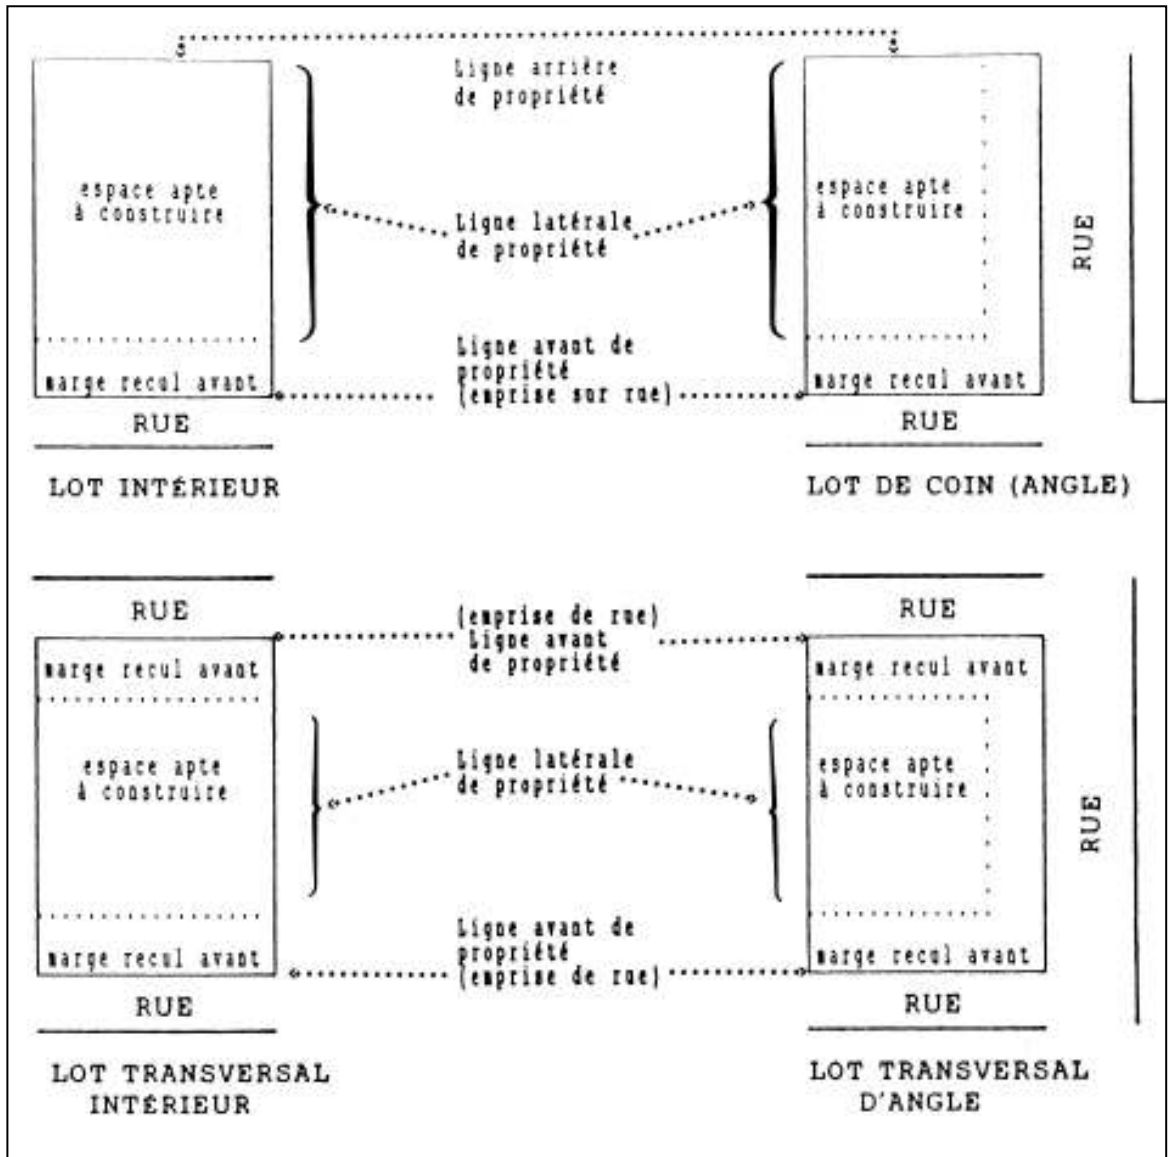 Ligne arrière
de propriété
espace apte
à construire
espace apte
à construire
Ligne latérale
de propriété
RUE
Ligne avant de
propriété
(emprise sur rue)
marge recul avant
marge recul avant
RUE
RUE
LOT INTÉRIEUR
LOT DE COIN (ANGLE)
RUE
RUE
(emprise de rue)
Ligne avant
de propriété
marge recul avant
marge recul avant
espace apte
à construire
Ligne latérale
de propriété
espace apte
à construire
RUE
Ligne avant de
propriété
(emprise de rue)
marge recul avant
marge recul avant
RUE
RUE
LOT TRANSVERSAL
INTÉRIEUR
LOT TRANSVERSAL
D'ANGLE